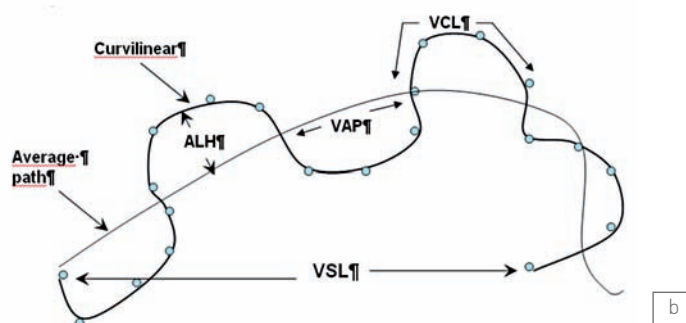 VCL¶
Curvilinear¶
ALH¶
VAP¶
Average·¶
path¶
VSL¶
b